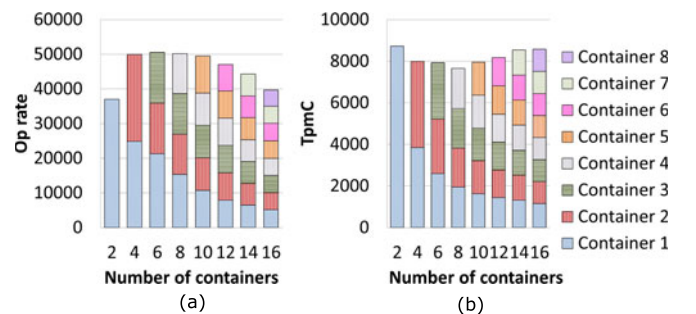 60000
50000
40000
30000
20000
10000
0
Op rate
2 4 6 8 10 12 14 16
Number of containers
(a)
10000
8000
6000
4000
2000
0
TpmC
2 4 6 8 10 12 14 16
Number of containers
(b)
Container 8
Container 7
Container 6
Container 5
Container 4
Container 3
Container 2
Container 1